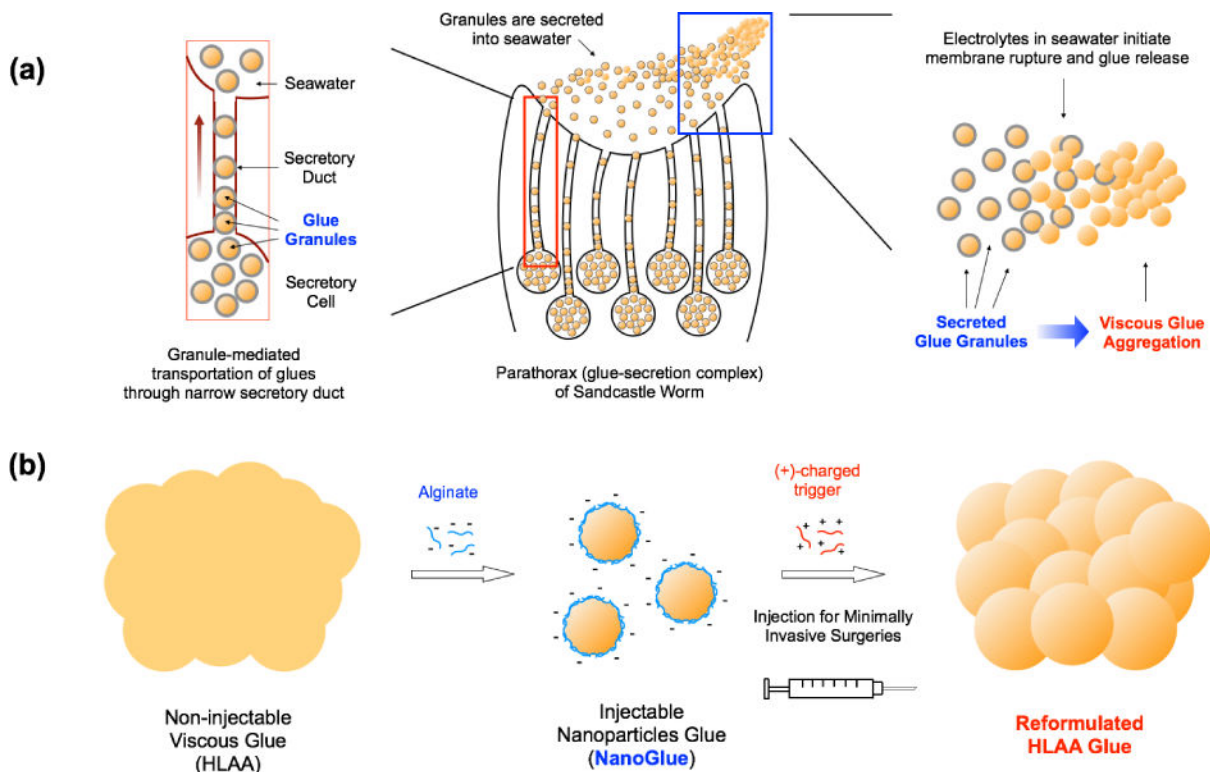 (a)
Seawater
Secretory
Duct
Glue
Granules
Secretory
Cell
Granule-mediated
transportation of glues
through narrow secretory duct
Granules are secreted
into seawater
Parathorax (glue-secretion complex)
of Sandcastle Worm
Electrolytes in seawater initiate
membrane rupture and glue release
Secreted
Glue Granules
Viscous Glue
Aggregation
(b)
Non-injectable
Viscous Glue
(HLAA)
Alginate
Injectable
Nanoparticles Glue
(NanoGlue)
(+)-charged
trigger
Injection for Minimally
Invasive Surgeries
Reformulated
HLAA Glue